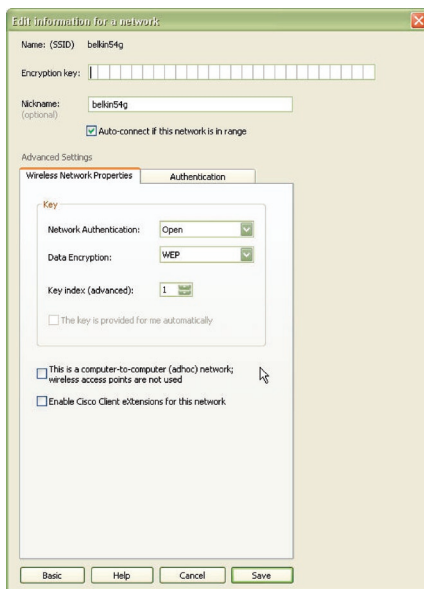 Edit information for a network
Name: (SSID) belkin54g
Encryption key:
Nickname: belkin54g
(optional)
Auto-connect if this network is in range
Advanced Settings
Wireless Network Properties Authentication
Key
Network Authentication: Open
Data Encryption: WEP
Key index (advanced): 1
The key is provided for me automatically
This is a computer-to-computer (adhoc) network;
wireless access points are not used
Enable Cisco Client eXtensions for this network
Basic Help Cancel Save